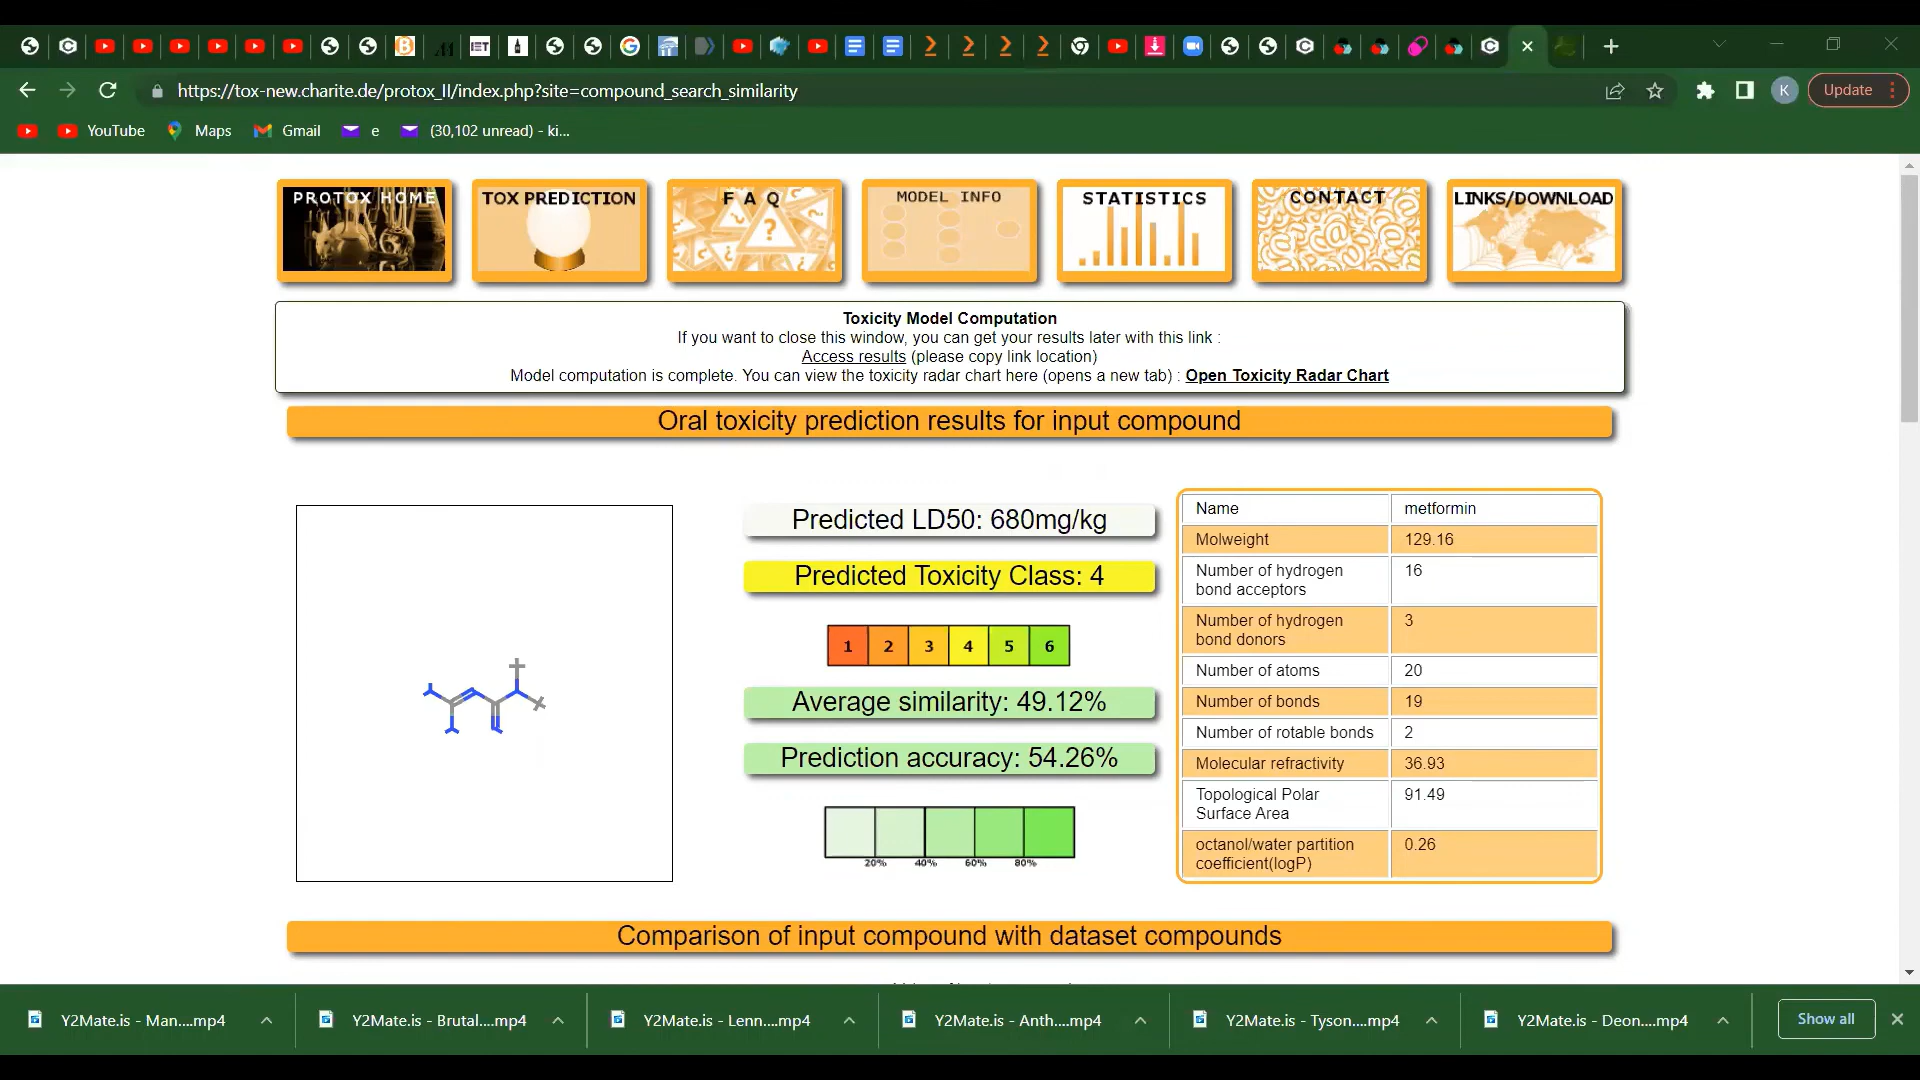 IET
https://tox-new.charite.de/protox_II/index.php?site=compound_search_similarity
K
Update
YouTube
Maps
Gmail
e
(30,102 unread) - ki...
PROTOX HOME
TOX PREDICTION
F A Q
MODEL INFO
STATISTICS
CONTACT
LINKS/DOWNLOAD
Toxicity Model Computation
If you want to close this window, you can get your results later with this link :
Access results (please copy link location)
Model computation is complete. You can view the toxicity radar chart here (opens a new tab) : Open Toxicity Radar Chart
Oral toxicity prediction results for input compound
Predicted LD50: 680mg/kg
Predicted Toxicity Class: 4
1 2 3 4 5 6
Average similarity: 49.12%
Prediction accuracy: 54.26%
20% 40% 60% 80%
Name metformin
Molweight 129.16
Number of hydrogen
bond acceptors 16
Number of hydrogen
bond donors 3
Number of atoms 20
Number of bonds 19
Number of rotable bonds 2
Molecular refractivity 36.93
Topological Polar
Surface Area 91.49
octanol/water partition
coefficient(logP) 0.26
Comparison of input compound with dataset compounds
Y2Mate.is - Man....mp4
Y2Mate.is - Brutal....mp4
Y2Mate.is - Lenn....mp4
Y2Mate.is - Anth....mp4
Y2Mate.is - Tyson....mp4
Y2Mate.is - Deon....mp4
Show all